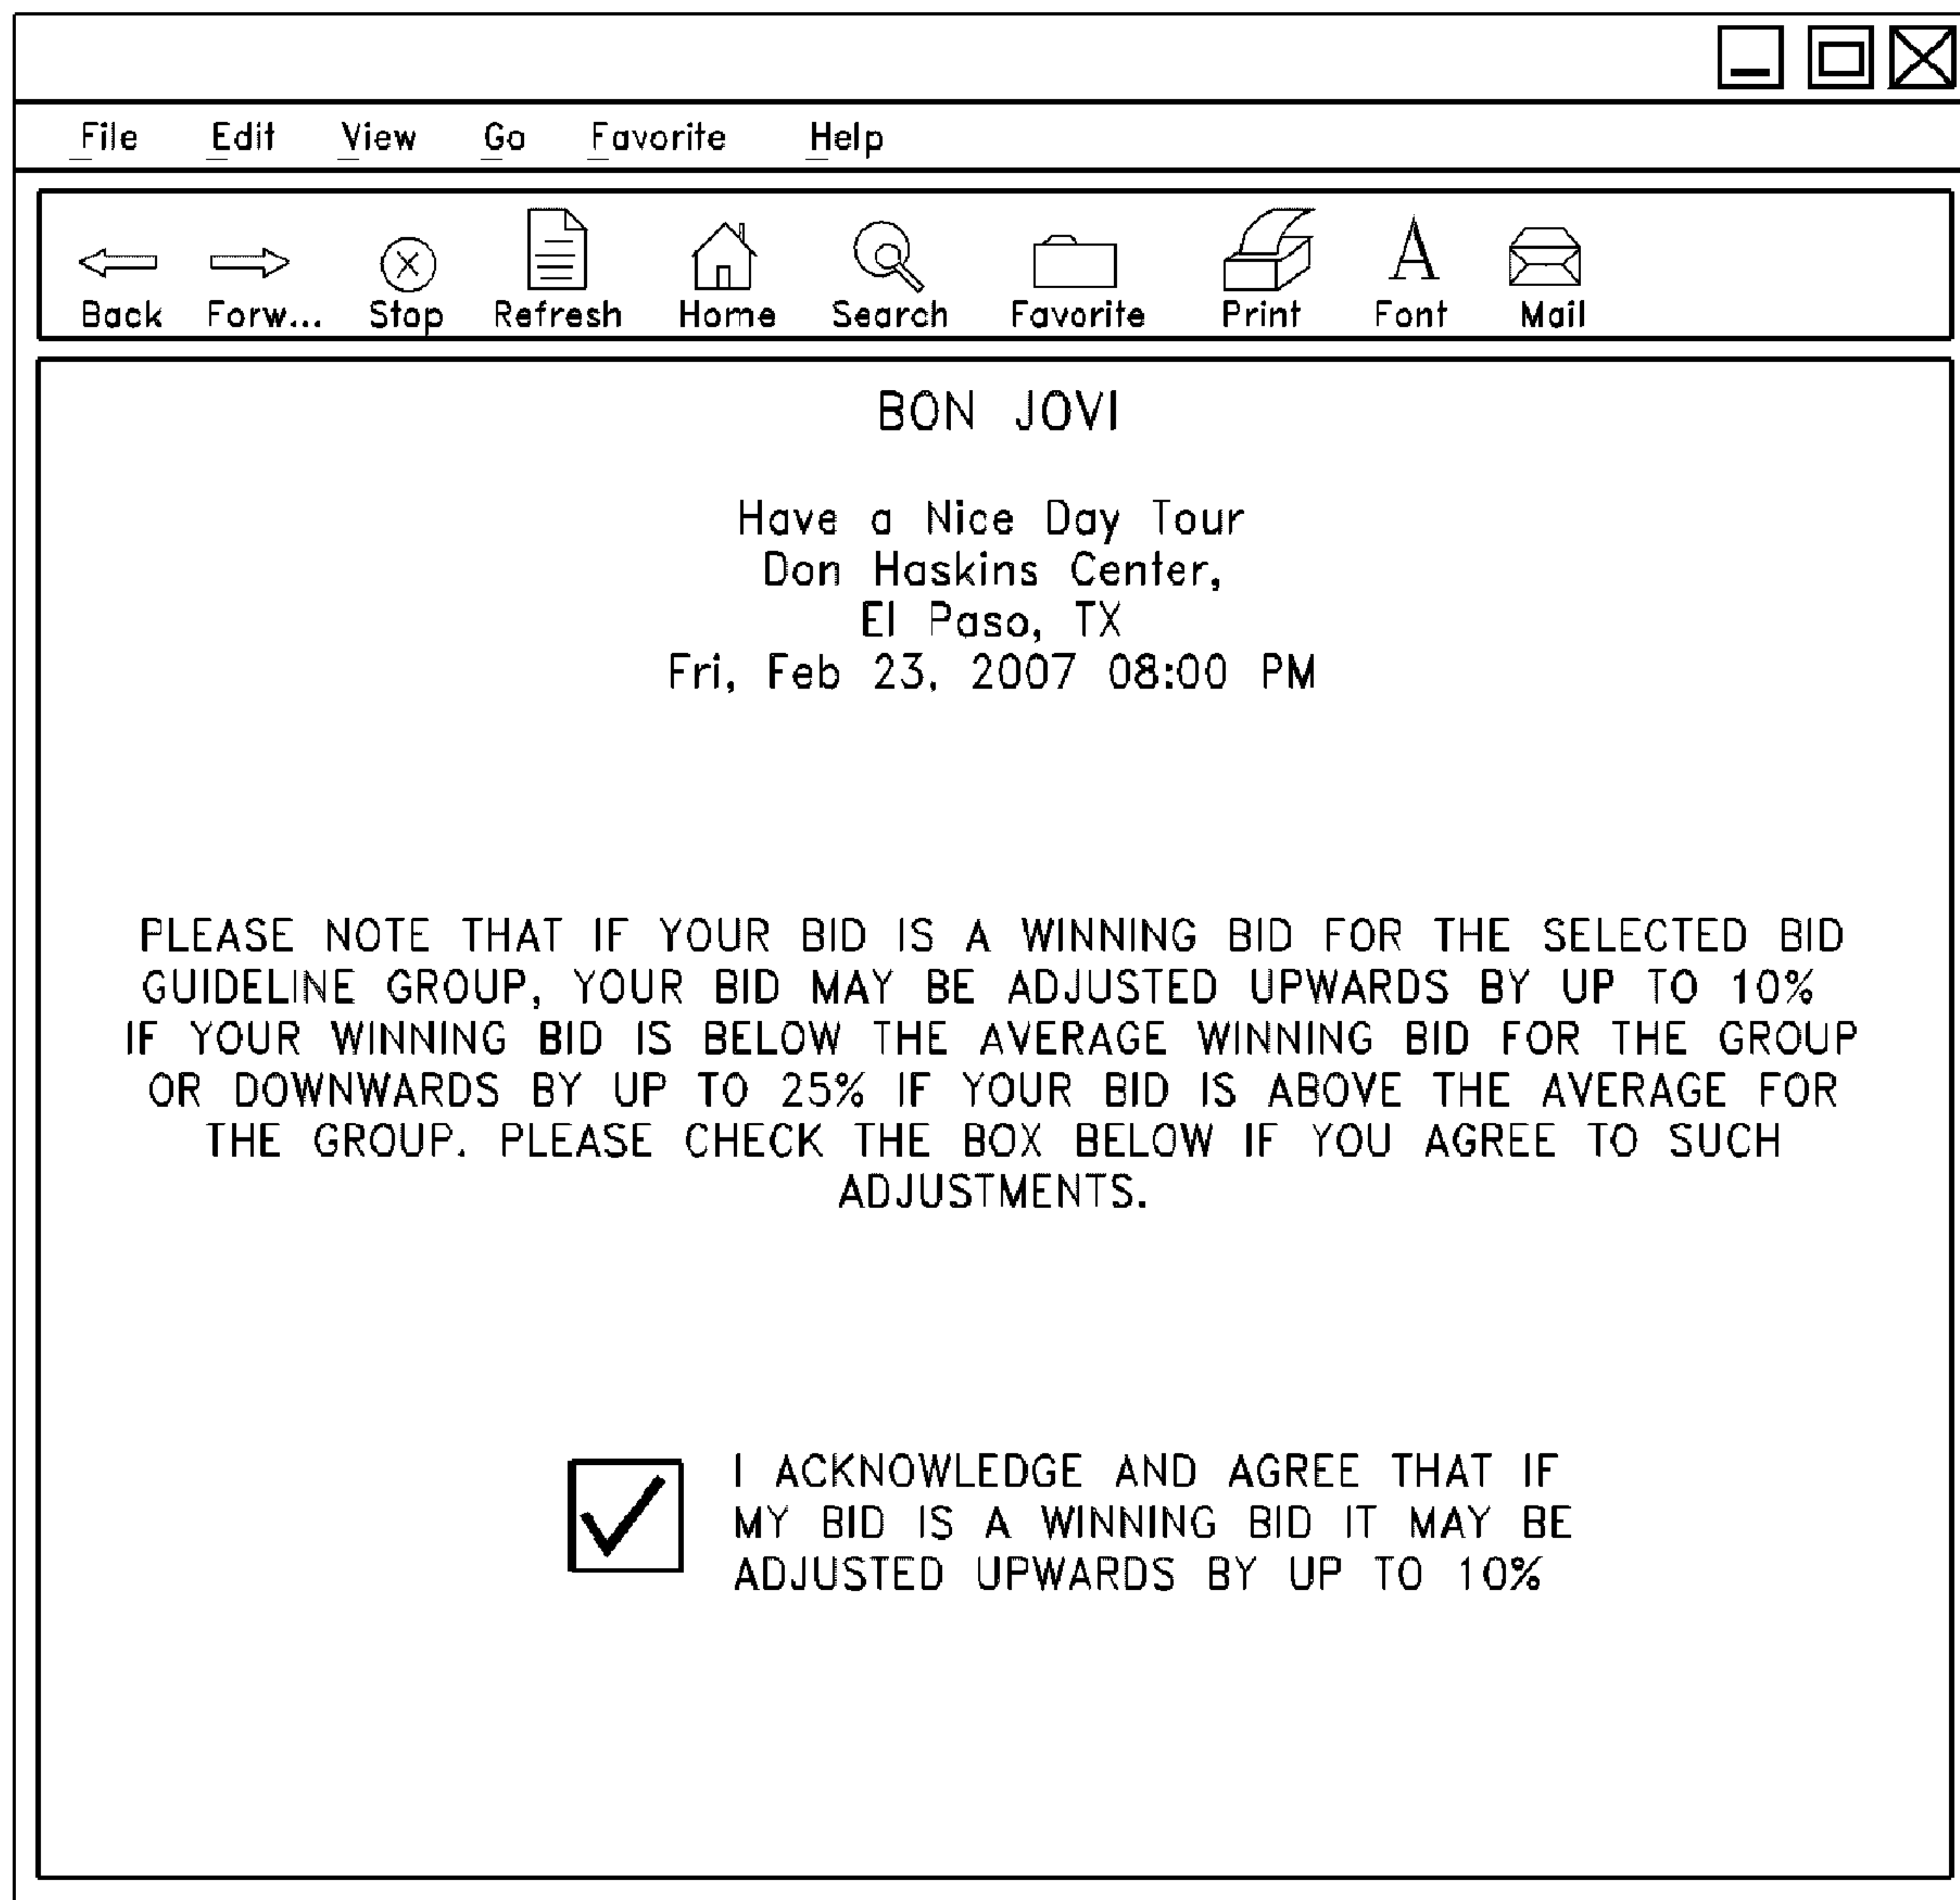 File Edit View Go Favorite Help
Back Forw... Stop Refresh Home Search Favorite Print Font Mail
BON JOVI
Have a Nice Day Tour
Don Haskins Center,
El Paso, TX
Fri, Feb 23, 2007 08:00 PM
PLEASE NOTE THAT IF YOUR BID IS A WINNING BID FOR THE SELECTED BID
GUIDELINE GROUP, YOUR BID MAY BE ADJUSTED UPWARDS BY UP TO 10%
IF YOUR WINNING BID IS BELOW THE AVERAGE WINNING BID FOR THE GROUP
OR DOWNWARDS BY UP TO 25% IF YOUR BID IS ABOVE THE AVERAGE FOR
THE GROUP. PLEASE CHECK THE BOX BELOW IF YOU AGREE TO SUCH
ADJUSTMENTS.
I ACKNOWLEDGE AND AGREE THAT IF
MY BID IS A WINNING BID IT MAY BE
ADJUSTED UPWARDS BY UP TO 10%